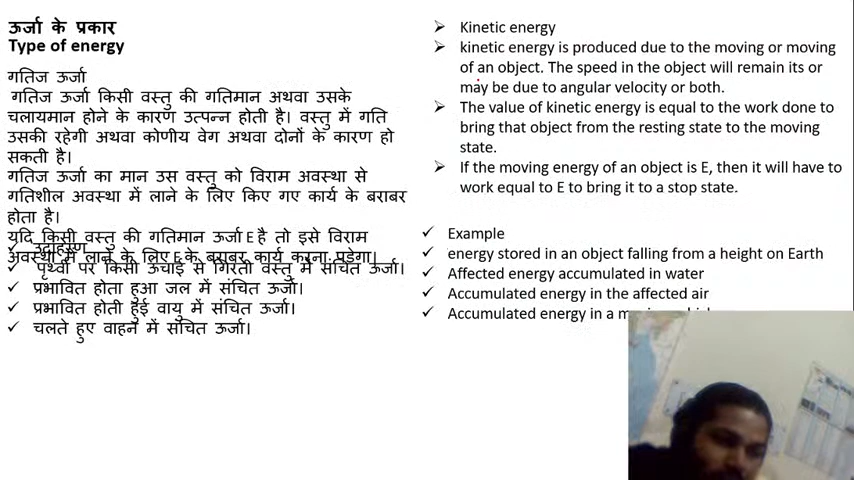 ऊर्जा के प्रकार
Type of energy
गतिज ऊर्जा
गतिज ऊर्जा किसी वस्तु की गतिमान अथवा उसके
चलायमान होने के कारण उत्पन्न होती है। वस्तु में गति
उसकी रहेगी अथवा कोणीय वेग अथवा दोनों के कारण हो
सकती है।
गतिज ऊर्जा का मान उस वस्तु को विराम अवस्था से
गतिशील अवस्था में लाने के लिए किए गए कार्य के बराबर
होता है।
यदि किसी वस्तु की गतिमान ऊर्जा E है तो इसे विराम
अवस्था में लाने के लिए E के बराबर कार्य करना पड़ेगा।
उदाहरण
✓ पृथ्वी पर किसी ऊंचाई से गिरती वस्तु में संचित ऊर्जा।
✓ प्रभावित होता हुआ जल में संचित ऊर्जा।
✓ प्रभावित होती हुई वायु में संचित ऊर्जा।
✓ चलते हुए वाहन में संचित ऊर्जा।
➢ Kinetic energy
➢ kinetic energy is produced due to the moving or moving
of an object. The speed in the object will remain its or
may be due to angular velocity or both.
➢ The value of kinetic energy is equal to the work done to
bring that object from the resting state to the moving
state.
➢ If the moving energy of an object is E, then it will have to
work equal to E to bring it to a stop state.
✓ Example
✓ energy stored in an object falling from a height on Earth
✓ Affected energy accumulated in water
✓ Accumulated energy in the affected air
✓ Accumulated energy in a